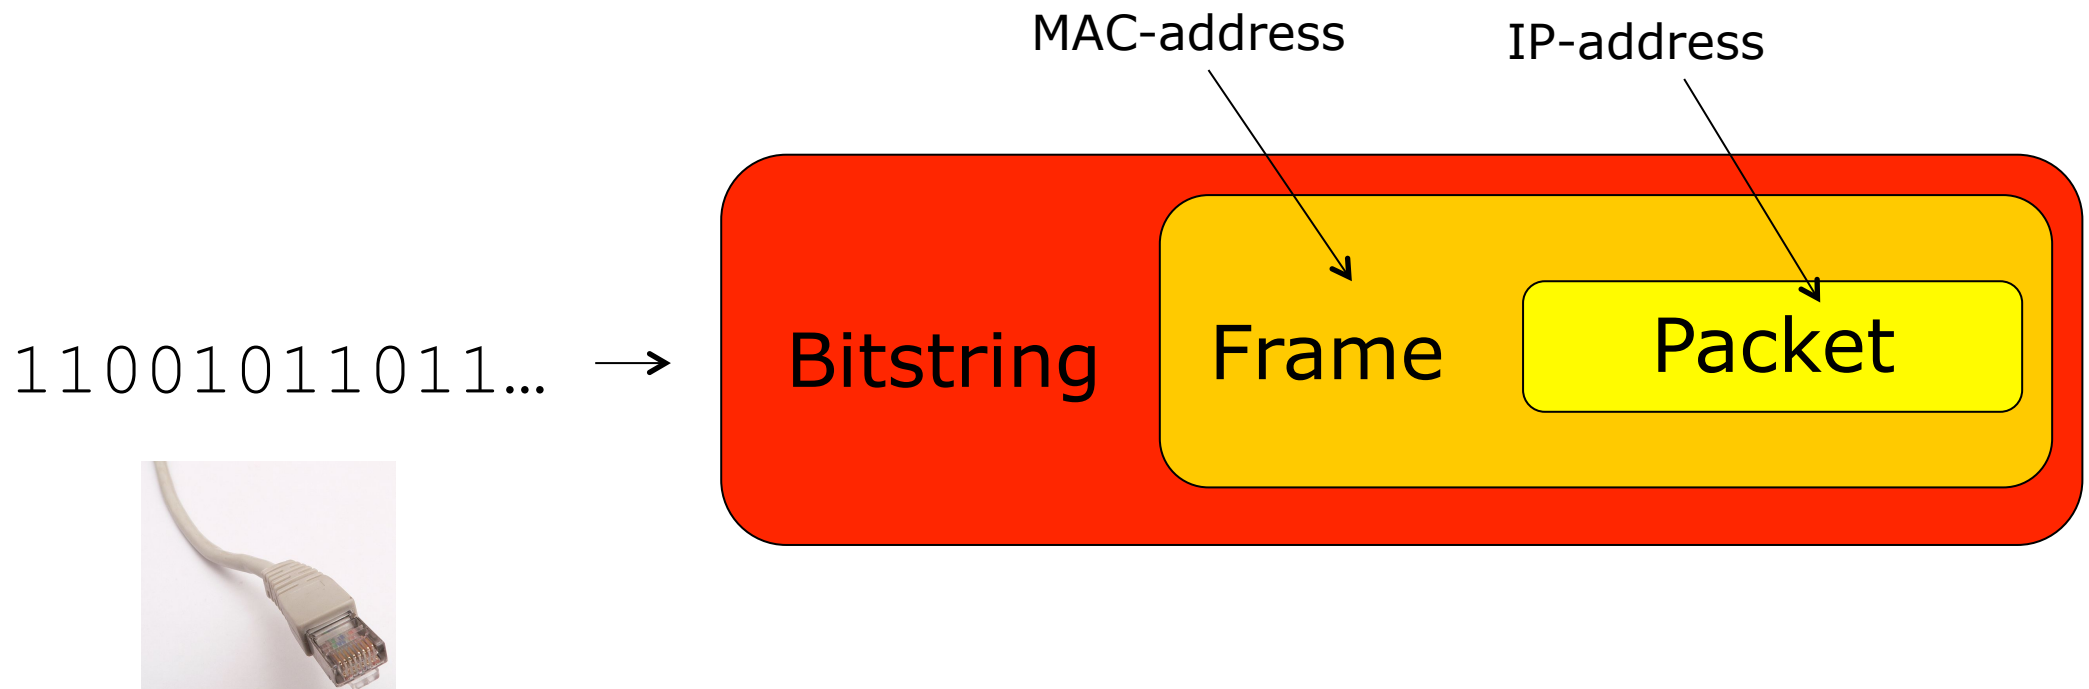 MAC-address
IP-address
11001011011…
Bitstring
Frame
Packet